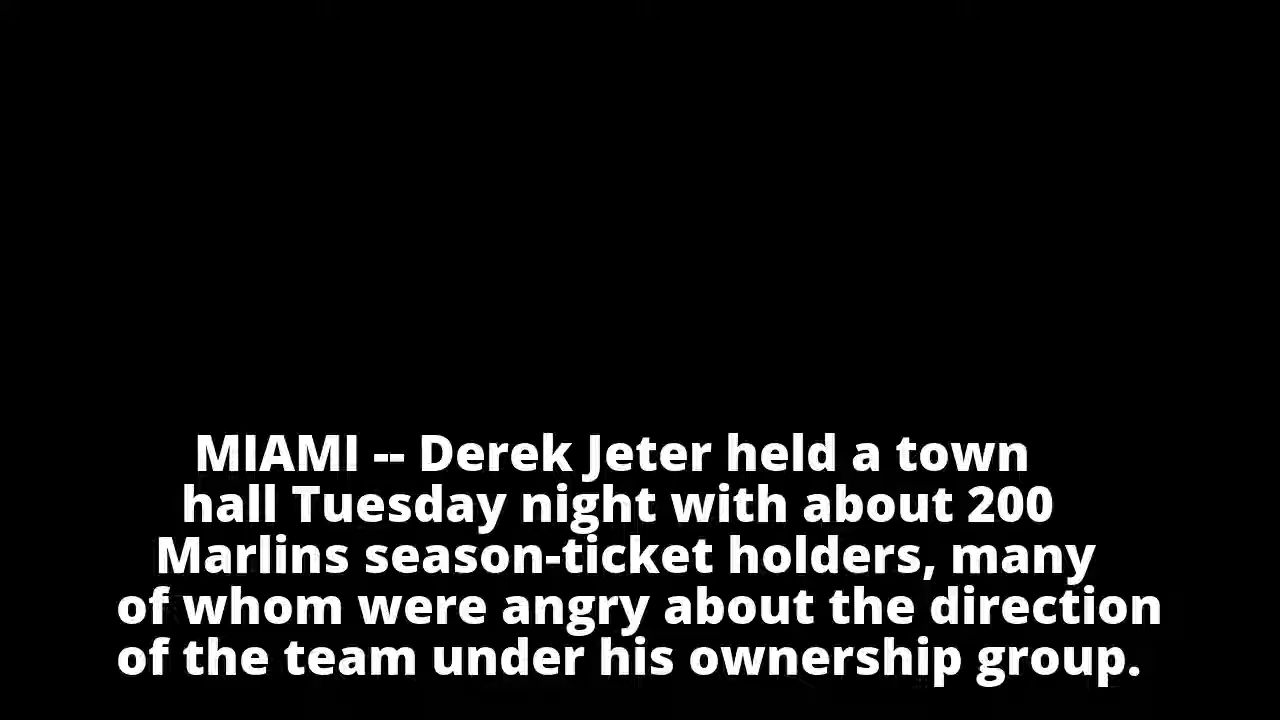 MIAMI -- Derek Jeter held a town
hall Tuesday night with about 200
Marlins season-ticket holders, many
of whom were angry about the direction
of the team under his ownership group.